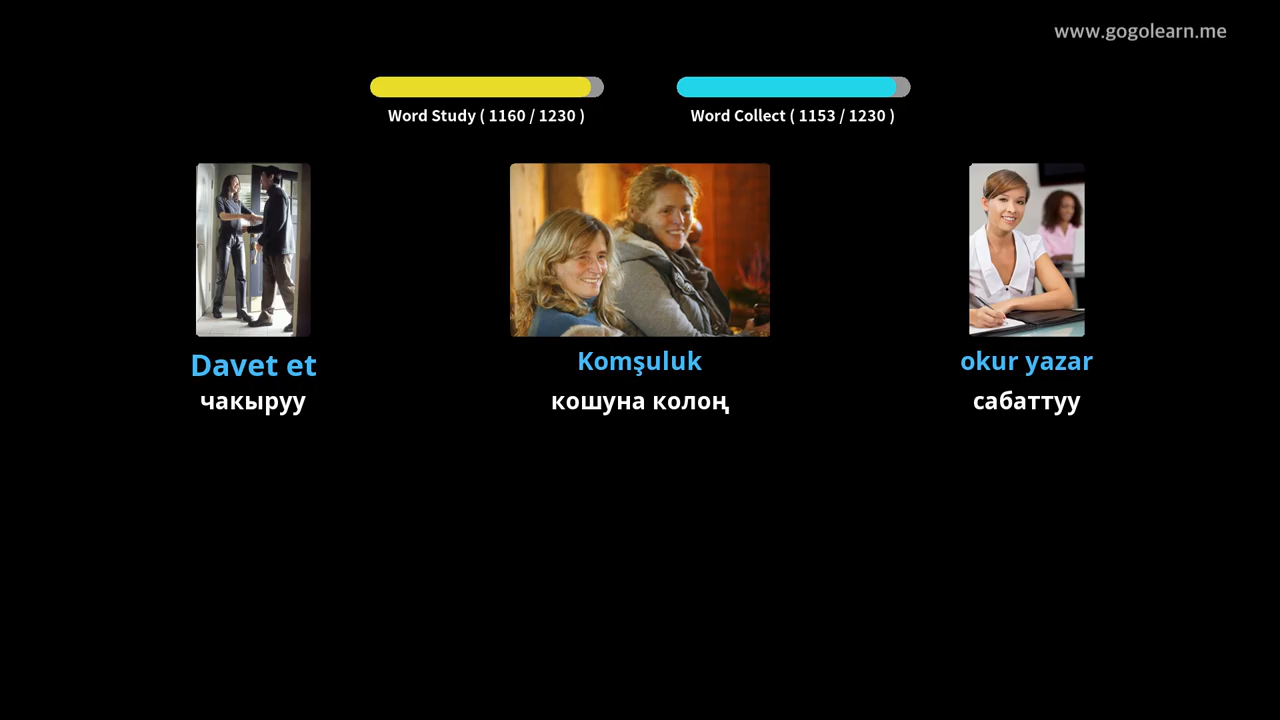 www.gogolearn.me
Word Study ( 1160 / 1230 )
Word Collect ( 1153 / 1230 )
Davet et
чакыруу
Komşuluk
кошуна колоң
okur yazar
сабаттуу